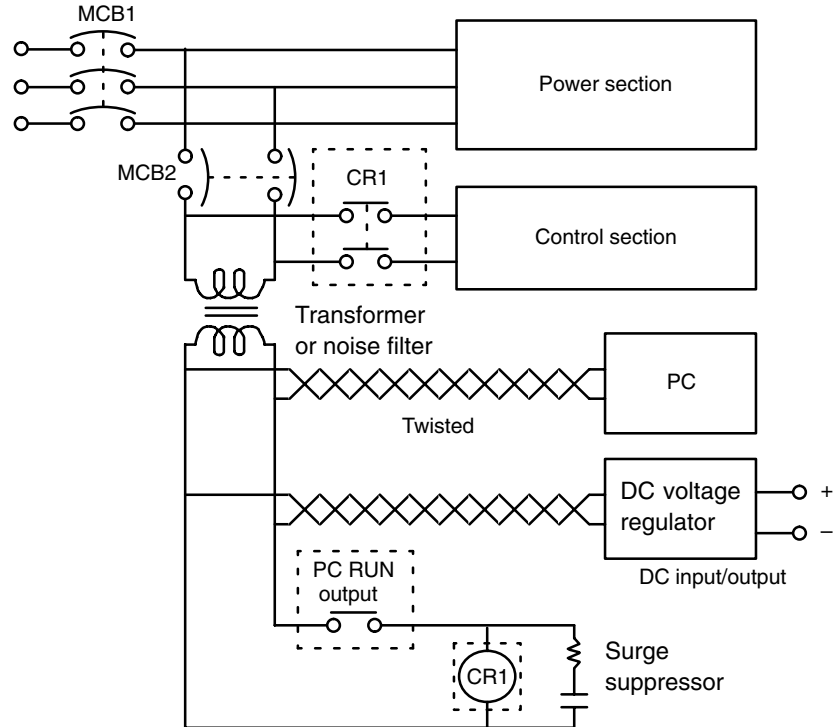 MCB1
Power section
MCB2
CR1
Control section
Transformer
or noise filter
PC
Twisted
DC voltage
regulator
+
–
DC input/output
PC RUN
output
CR1
Surge
suppressor